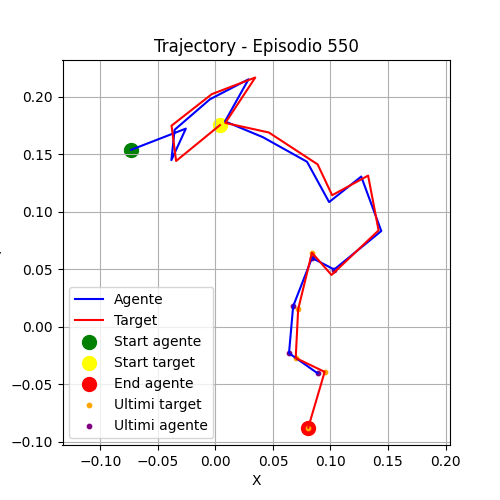 Trajectory - Episodio 550
0.20
0.15
0.10
0.05
0.00
−0.05
−0.10
Agente
Target
Start agente
Start target
End agente
Ultimi target
Ultimi agente
−0.10 −0.05 0.00 0.05 0.10 0.15 0.20
X